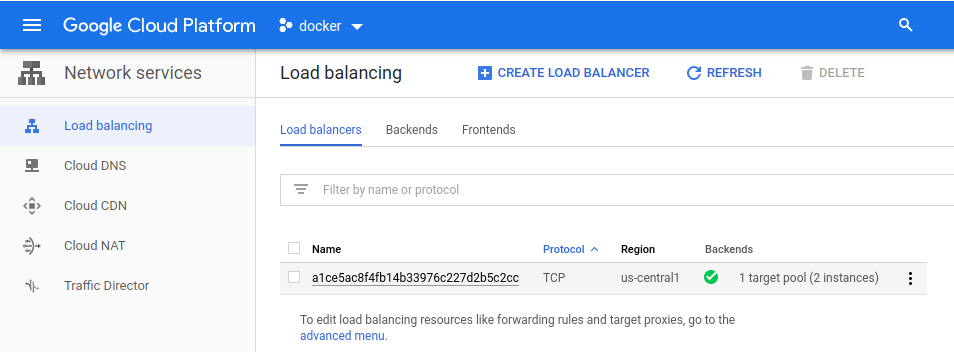 Google Cloud Platform docker
Network services
Load balancing
Cloud DNS
Cloud CDN
Cloud NAT
Traffic Director
Load balancing CREATE LOAD BALANCER REFRESH DELETE
Load balancers Backends Frontends
Filter by name or protocol
Name Protocol Region Backends
a1ce5ac8f4fb14b33976c227d2b5c2cc TCP us-central1 1 target pool (2 instances)
To edit load balancing resources like forwarding rules and target proxies, go to the
advanced menu.